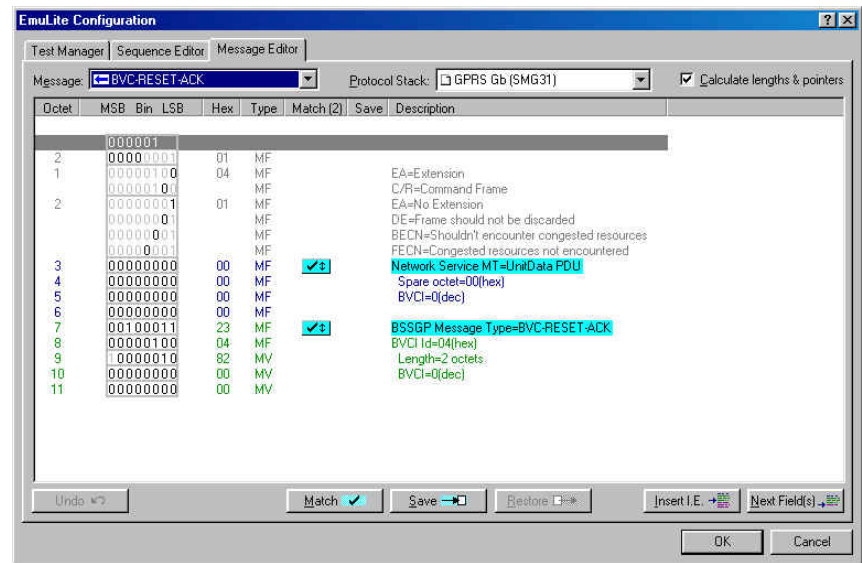 EmuLite Configuration
Test Manager Sequence Editor Message Editor
Message: BVC-RESET-ACK Protocol Stack: GPRS Gb (SMG31) Calculate lengths & pointers
Octet MSB Bin LSB Hex Type Match (2) Save Description
000001
2 00000001 01 MF
1 00000100 04 MF EA=Extension
00000100 MF C/R=Command Frame
2 00000001 01 MF EA=No Extension
00000001 MF DE=Frame should not be discarded
00000001 MF BECN=Shouldn't encounter congested resources
00000001 MF FECN=Congested resources not encountered
3 00000000 00 MF Network Service MT=UnitData PDU
4 00000000 00 MF Spare octet=00(hex)
5 00000000 00 MF BVCI=0(dec)
6 00000000 00 MF
7 00100011 23 MF BSSGP Message Type=BVC-RESET-ACK
8 00000100 04 MF BVCI Id=04(hex)
9 10000010 82 MV Length=2 octets
10 00000000 00 MV BVCI=0(dec)
11 00000000 00 MV
Undo Match Save Restore Insert I.E. Next Field(s)
OK Cancel